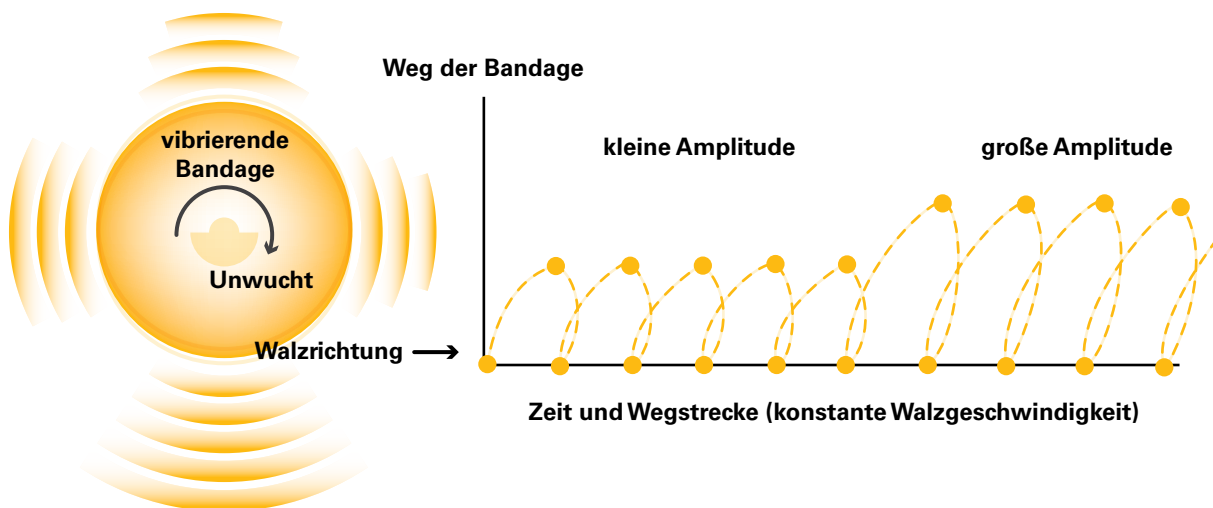 vibrierende
Bandage
Unwucht
Walzrichtung
Weg der Bandage
kleine Amplitude
große Amplitude
Zeit und Wegstrecke (konstante Walzgeschwindigkeit)